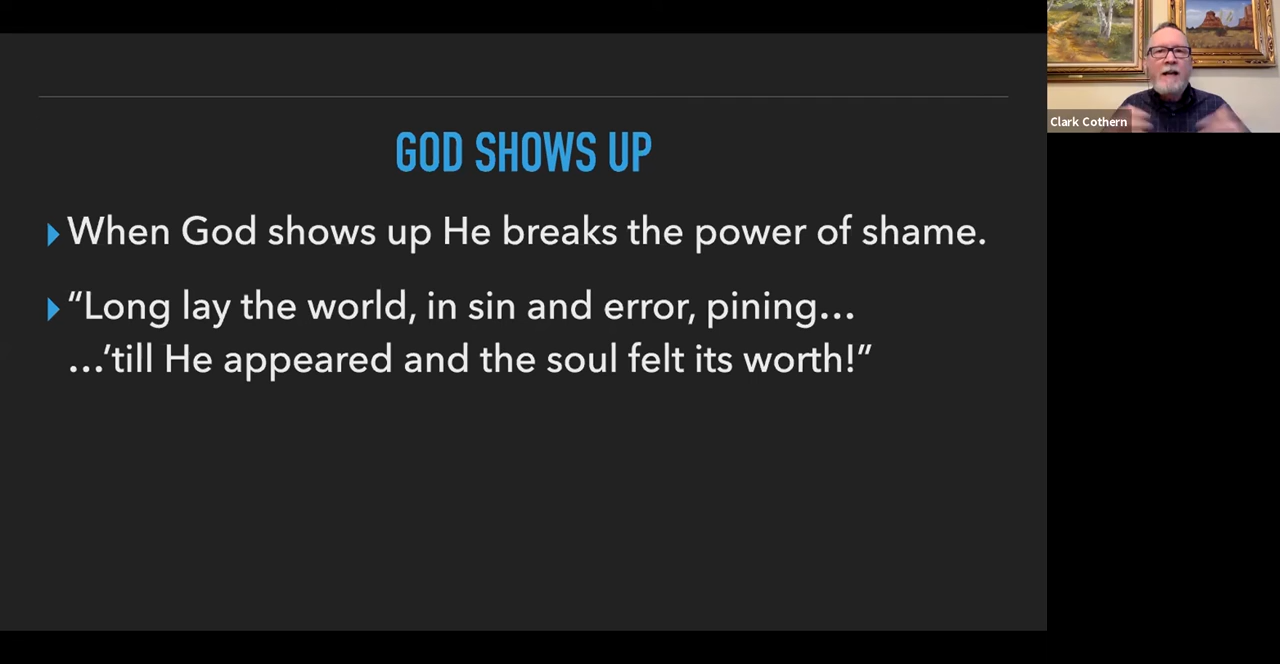 GOD SHOWS UP
When God shows up He breaks the power of shame.
“Long lay the world, in sin and error, pining…
…’till He appeared and the soul felt its worth!”
Clark Cothern